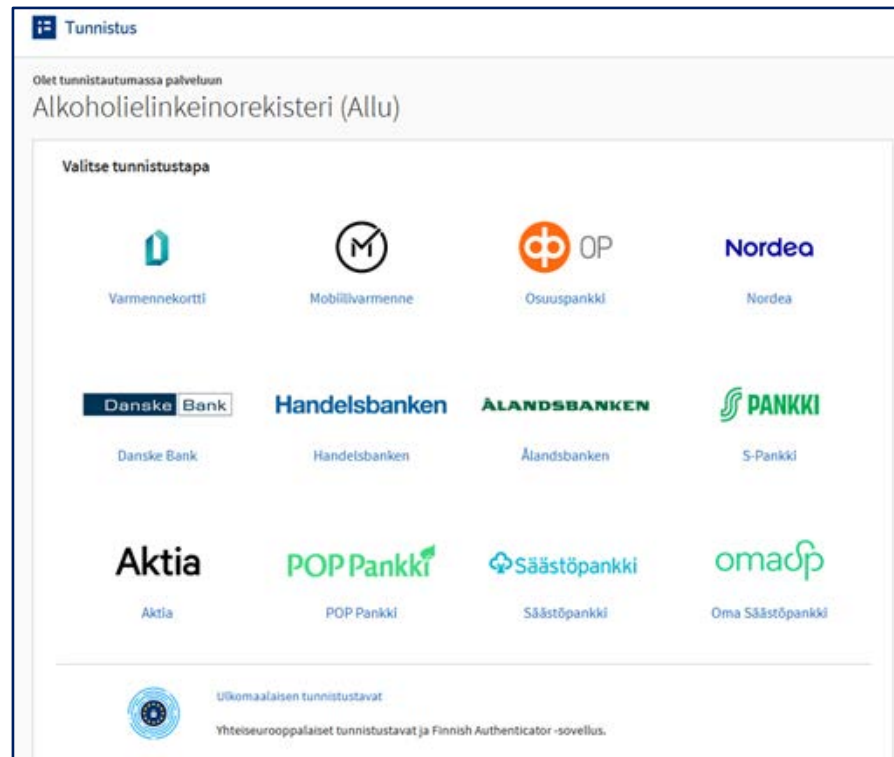 Tunnistus
Olet tunnistautumassa palveluun
Alkoholielinkeinorekisteri (Allu)
Valitse tunnistustapa
OP Nordea
Varmennekortti Mobiilivarmenne Osuuspankki Nordea
Danske Bank Handelsbanken ÅLANDSBANKEN S PANKKI
Danske Bank Handelsbanken Ålandsbanken S-Pankki
Aktia POP Pankki Säästöpankki omasp
Aktia POP Pankki Säästöpankki Oma Säästöpankki
Ulkomaalaisen tunnistustavat
Yhteiseurooppalaiset tunnistustavat ja Finnish Authenticator -sovellus.